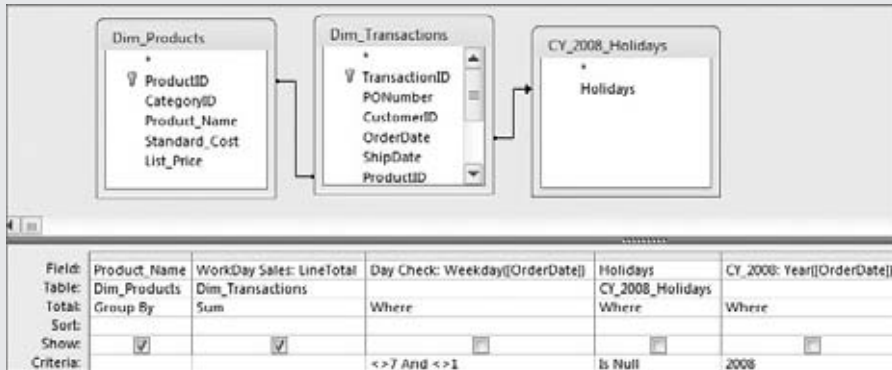 Dim_Products
*
ProductID
CategoryID
Product_Name
Standard_Cost
List_Price
Dim_Transactions
*
TransactionID
PONumber
CustomerID
OrderDate
ShipDate
ProductID
CY_2008_Holidays
*
Holidays
Field: Product_Name WorkDay Sales: LineTotal Day Check: Weekday([OrderDate]) Holidays CY_2008: Year([OrderDate])
Table: Dim_Products Dim_Transactions CY_2008_Holidays
Total: Group By Sum Where Where Where
Sort:
Show:
Criteria: <>7 And <>1 Is Null 2008